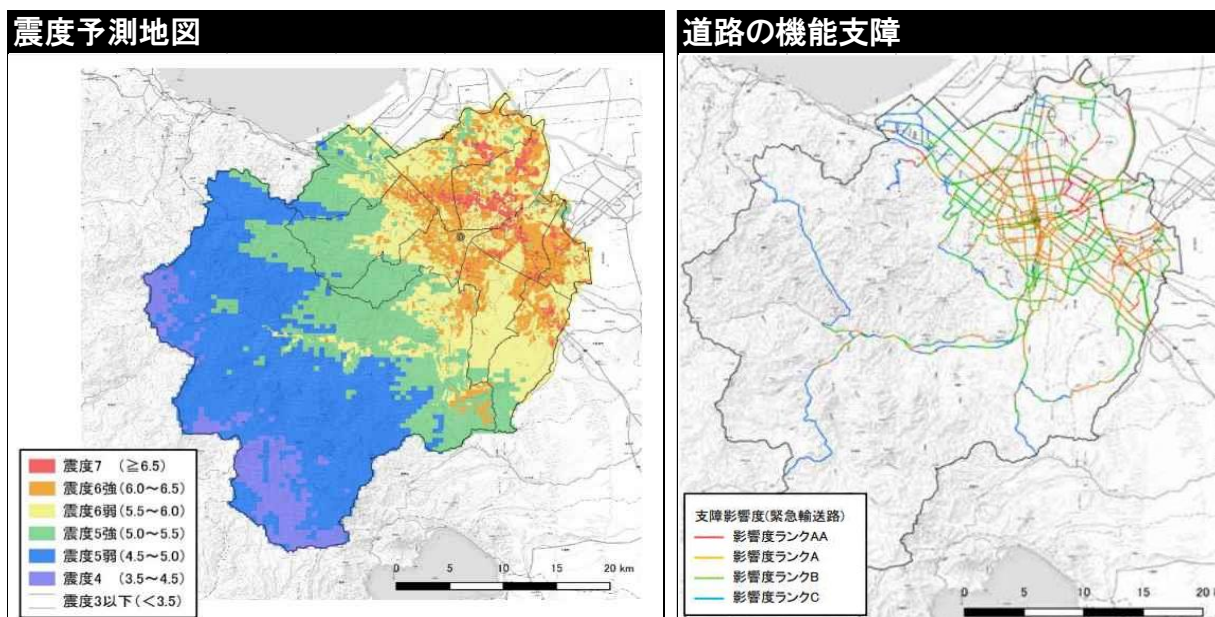 震度予測地図
震度7 (≧6.5)
震度6強(6.0～6.5)
震度6弱(5.5～6.0)
震度5強(5.0～5.5)
震度5弱(4.5～5.0)
震度4 (3.5～4.5)
震度3以下(<3.5)
0 5 10 20 km
道路の機能支障
支障影響度(緊急輸送路)
影響度ランクAA
影響度ランクA
影響度ランクB
影響度ランクC
0 5 10 20